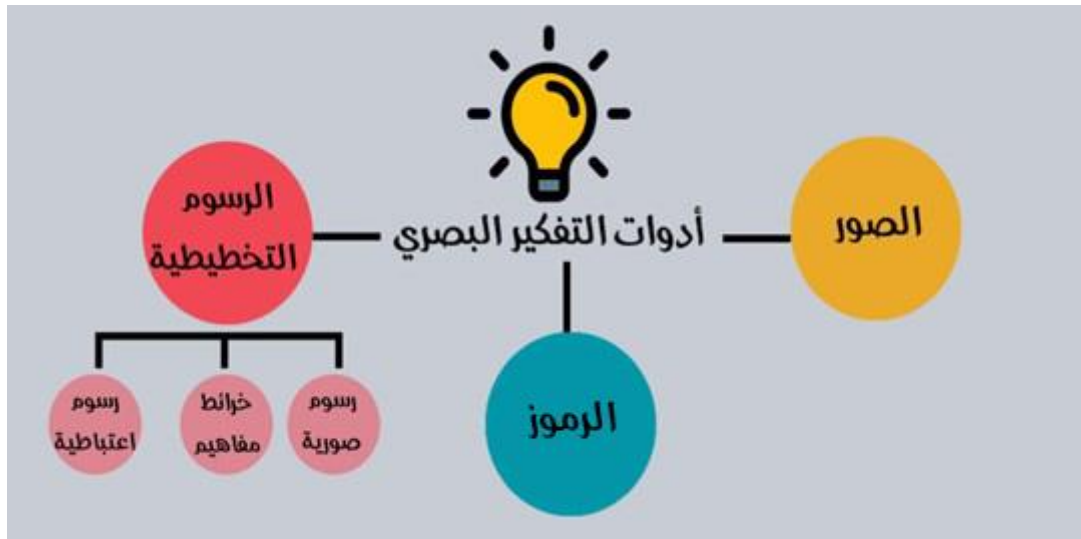 أدوات التفكير البصري
الصور
الرموز
الرسوم
التخطيطية
رسوم
صورية
خرائط
مفاهيم
رسوم
اعتباطية